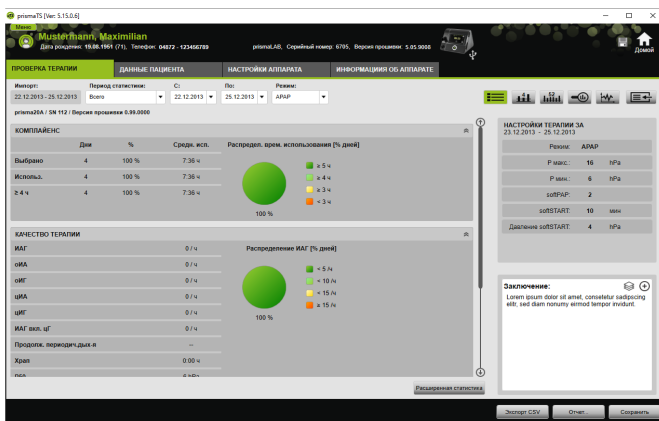 prismaTS [Ver: 5.15.0.6]
Меню
Mustermann, Maximilian
Дата рождения: 19.08.1951 (71), Телефон: 04872 - 123456789
prismaLAB, Серийный номер: 6705, Версия прошивки: 5.05.9008
Домой
ПРОВЕРКА ТЕРАПИИ ДАННЫЕ ПАЦИЕНТА НАСТРОЙКИ АППАРАТА ИНФОРМАЦИИЯ ОБ АППАРАТЕ
Импорт: Период статистики: С: По: Режим:
22.12.2013 - 25.12.2013 Всего 22.12.2013 25.12.2013 APAP
prisma20A / SN 112 / Версия прошивки 0.99.0000
КОМПЛАЙЕНС
Дни % Средн. исп. Распределен. врем. использования [% дней]
Выбрано 4 100 % 7:36 ч
Использ. 4 100 % 7:36 ч
≥ 4 ч 4 100 % 7:36 ч
≥ 5 ч
≥ 4 ч
≥ 3 ч
< 3 ч
100 %
КАЧЕСТВО ТЕРАПИИ
ИАГ 0 / ч Распределение ИАГ [% дней]
оИА 0 / ч
оИГ 0 / ч
цИА 0 / ч
цИГ 0 / ч
ИАГ вкл. цГ 0 / ч
Продолж. периодич.дых-я --
Храп 0:00 ч
< 5 /ч
< 10 /ч
< 15 /ч
≥ 15 /ч
100 %
Расширенная статистика
НАСТРОЙКИ ТЕРАПИИ ЗА
23.12.2013 - 25.12.2013
Режим: APAP
P макс.: 16 hPa
P мин.: 6 hPa
softPAP: 2
softSTART: 10 мин
Давление softSTART: 4 hPa
Заключение:
Lorem ipsum dolor sit amet, consetetur sadipscing
elitr, sed diam nonumy eirmod tempor invidunt.
Экспорт CSV Отчет... Сохранить